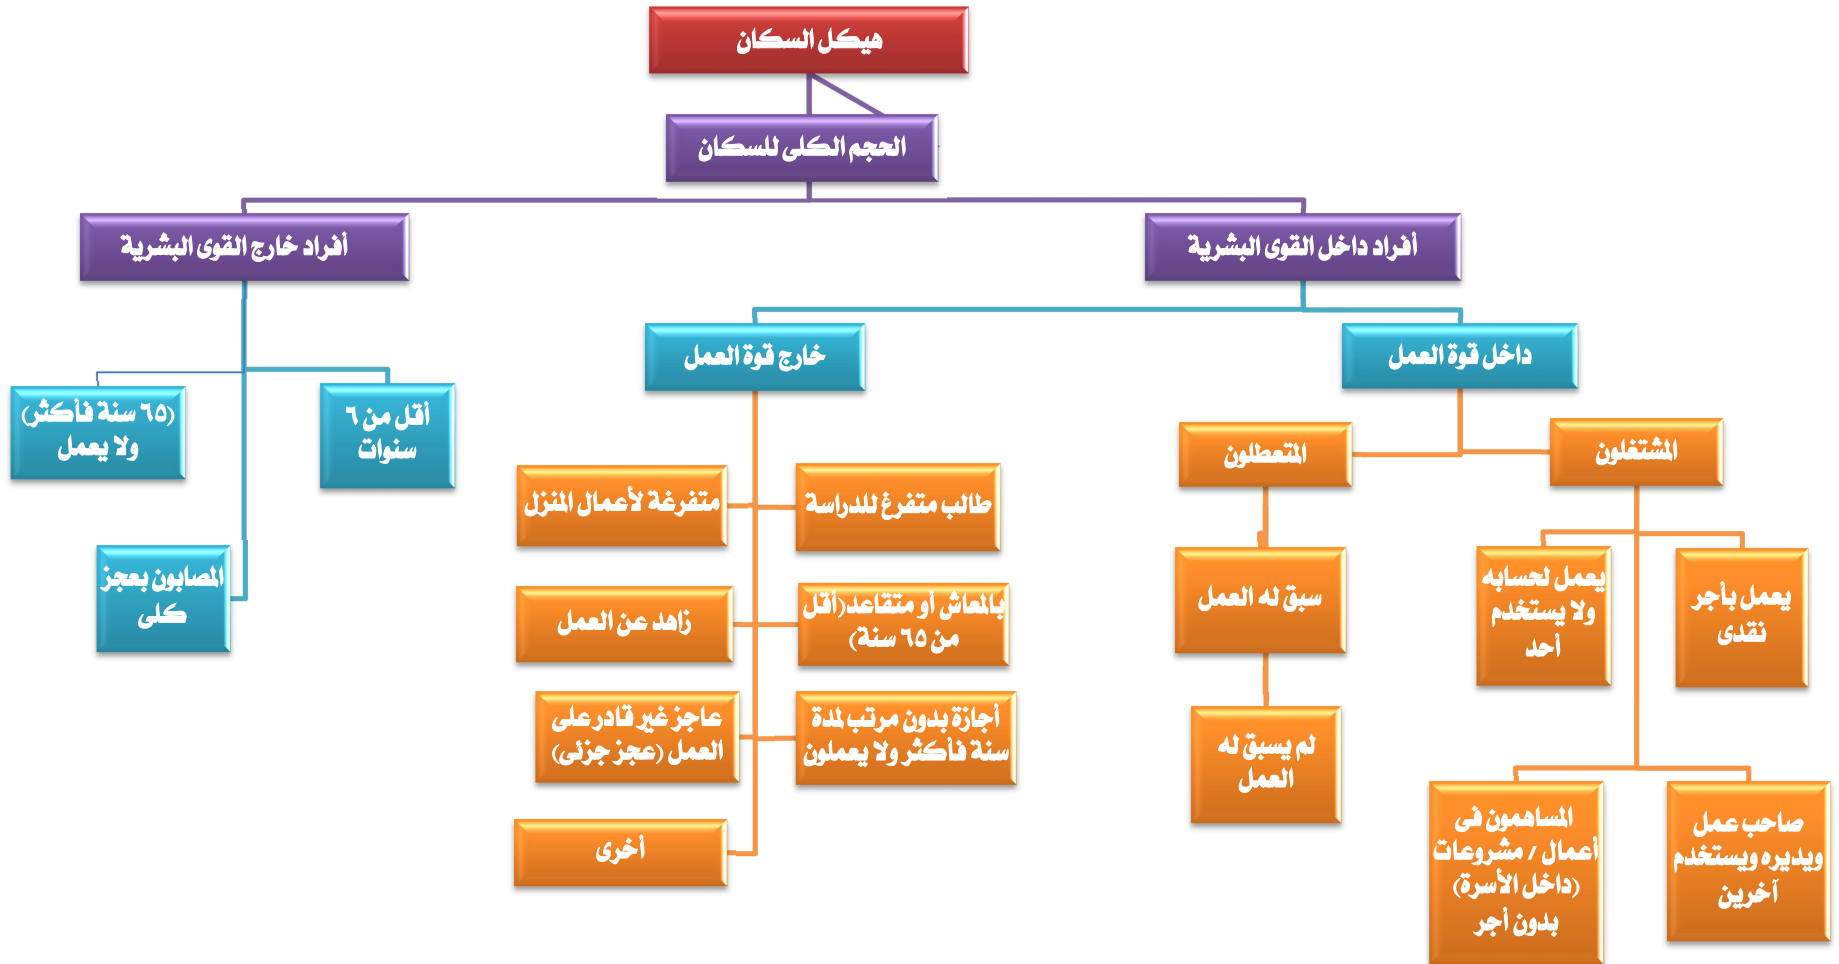 هيكل السكان
الحجم الكلى للسكان
أفراد داخل القوى البشرية
أفراد خارج القوى البشرية
داخل قوة العمل
خارج قوة العمل
أقل من ٦
سنوات
(٦٥ سنة فأكثر)
ولا يعمل
المصابون بعجز
كلى
المشتغلون
المتعطلون
يعمل بأجر
نقدى
يعمل لحسابه
ولا يستخدم
أحد
صاحب عمل
ويديره ويستخدم
آخرين
المساهمون فى
أعمال / مشروعات
(داخل الأسرة)
بدون أجر
سبق له العمل
لم يسبق له
العمل
طالب متفرغ للدراسة
متفرغة لأعمال المنزل
بالمعاش أو متقاعد(أقل
من ٦٥ سنة)
زاهد عن العمل
أجازة بدون مرتب لمدة
سنة فأكثر ولا يعملون
عاجز غير قادر على
العمل (عجز جزئى)
أخرى